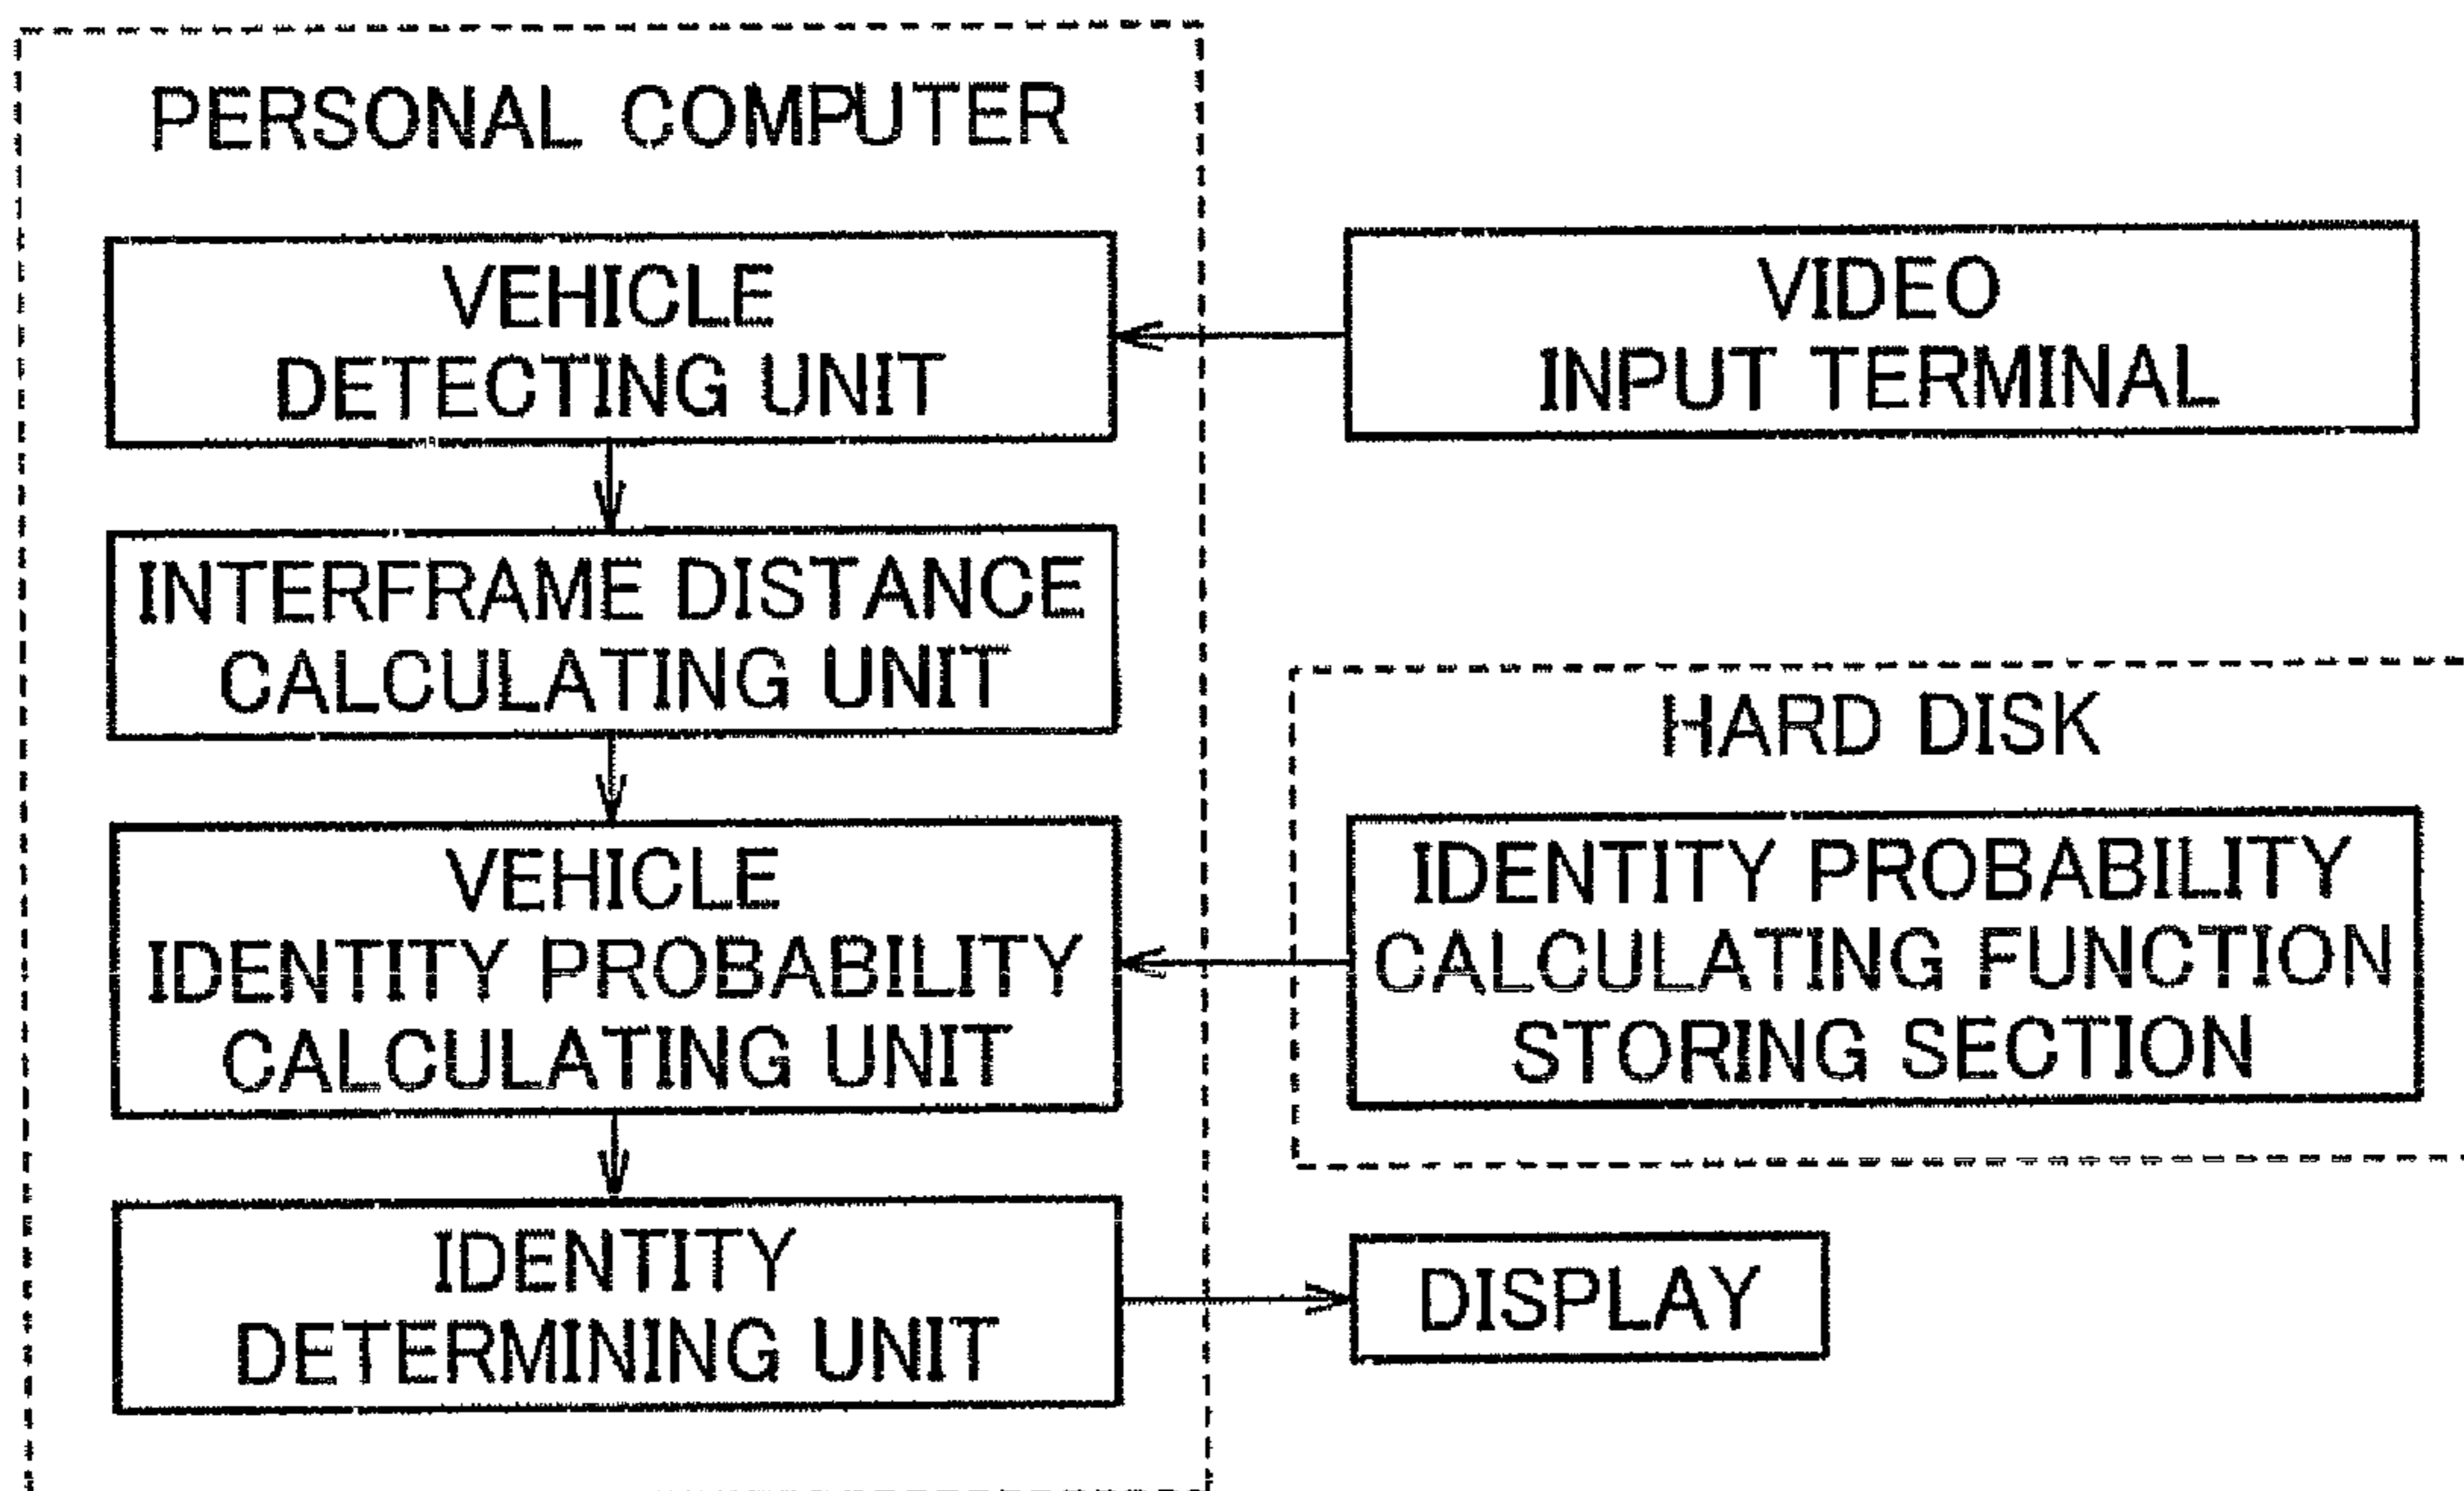 PERSONAL COMPUTER
VEHICLE
DETECTING UNIT
VIDEO
INPUT TERMINAL
INTERFRAME DISTANCE
CALCULATING UNIT
HARD DISK
VEHICLE
IDENTITY PROBABILITY
CALCULATING UNIT
IDENTITY PROBABILITY
CALCULATING FUNCTION
STORING SECTION
IDENTITY
DETERMINING UNIT
DISPLAY